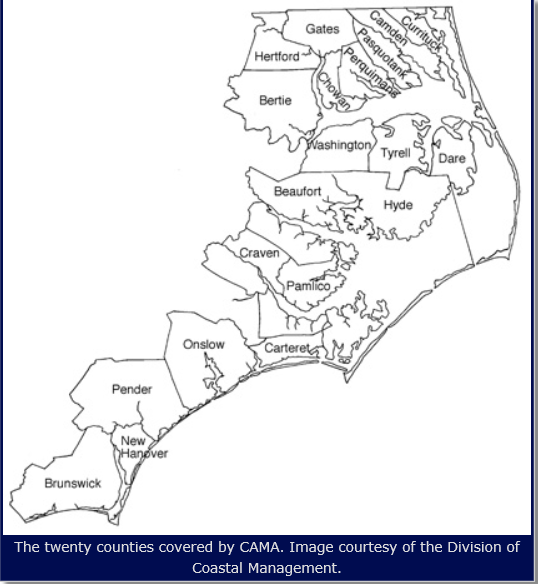 Gates
Camden
Currituck
Hertford
Pasquotank
Perquimans
Chowan
Bertie
Washington
Tyrell
Dare
Beaufort
Hyde
Craven
Pamlico
Onslow
Carteret
Pender
New
Hanover
Brunswick
The twenty counties covered by CAMA. Image courtesy of the Division of
Coastal Management.